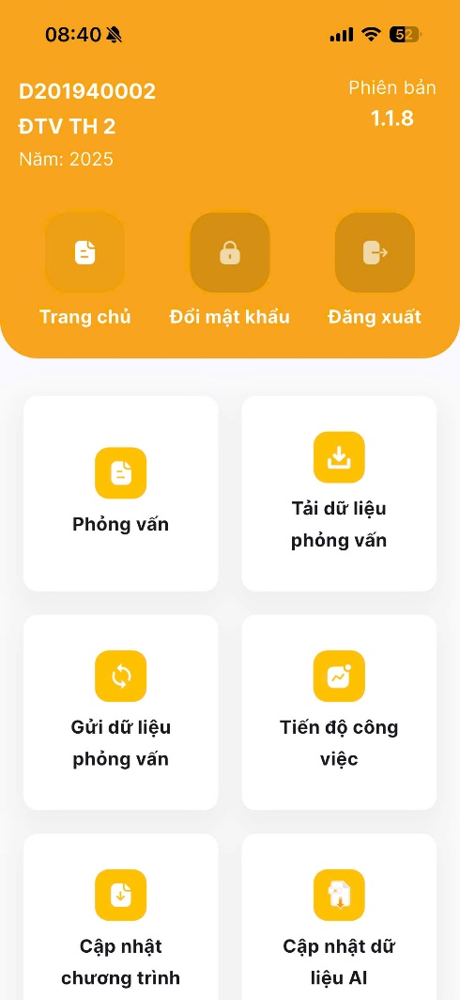 08:40
52
D201940002
Phiên bản
ĐTV TH 2
1.1.8
Năm: 2025
Trang chủ
Đổi mật khẩu
Đăng xuất
Phỏng vấn
Tải dữ liệu
phỏng vấn
Gửi dữ liệu
phỏng vấn
Tiến độ công
việc
Cập nhật
chương trình
Cập nhật dữ
liệu AI